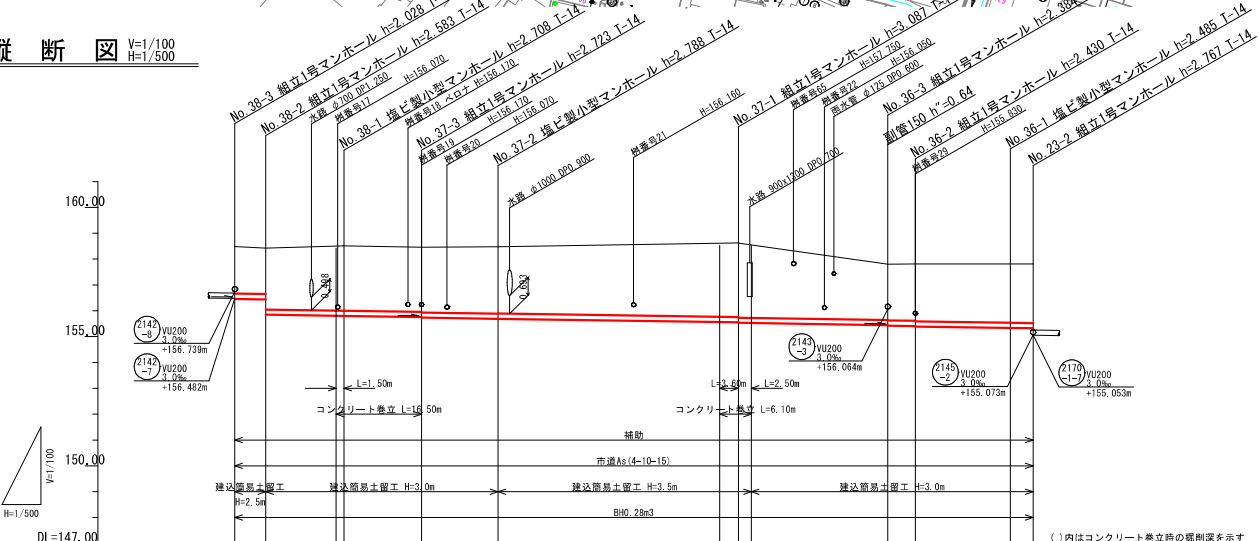 縦 断 図 V=1/100
H=1/500
No.38-3 組立1号マンホール h=2.028 T-14
No.38-2 組立1号マンホール h=2.583 T-14
水路 φ700 DP1.250
桝番号17 H=156.070
No.38-1 塩ビ製小型マンホール h=2.708 T-14
桝番号18 ベロナ H=156.170
No.37-3 組立1号マンホール h=2.723 T-14
桝番号19 H=156.170
桝番号20 H=156.070
No.37-2 塩ビ製小型マンホール h=2.788 T-14
水路 φ1000 DP0.900
桝番号21 H=156.160
No.37-1 組立1号マンホール h=3.087
水路 900x1300 DP0.700
桝番号65 H=157.750
桝番号22 H=156.050
雨水管 φ125 DP0.600
No.36-3 組立1号マンホール h=2.384
副管150 h"=0.64
No.36-2 組立1号マンホール h=2.430 T-14
桝番号29 H=155.830
No.36-1 塩ビ製小型マンホール h=2.485 T-14
No.23-2 組立1号マンホール h=2.767 T-14
160.00
155.00
150.00
DL=147.00
0.498
0.693
2142
-8
VU200
3.0‰
+156.739m
2142
-7
VU200
3.0‰
+156.482m
2143
-3
VU200
3.0‰
+156.064m
2145
-2
VU200
3.0‰
+155.073m
2170
-1-7
VU200
3.0‰
+155.053m
L=1.50m
L=3.60m
L=2.50m
コンクリート巻立 L=16.50m
コンクリート巻立 L=6.10m
補助
市道As(4-10-15)
建込簡易土留工
H=2.5m
建込簡易土留工 H=3.0m
建込簡易土留工 H=3.5m
建込簡易土留工 H=3.0m
BH0.28m3
V=1/100
H=1/500
( )内はコンクリート巻立時の掘削深を示す